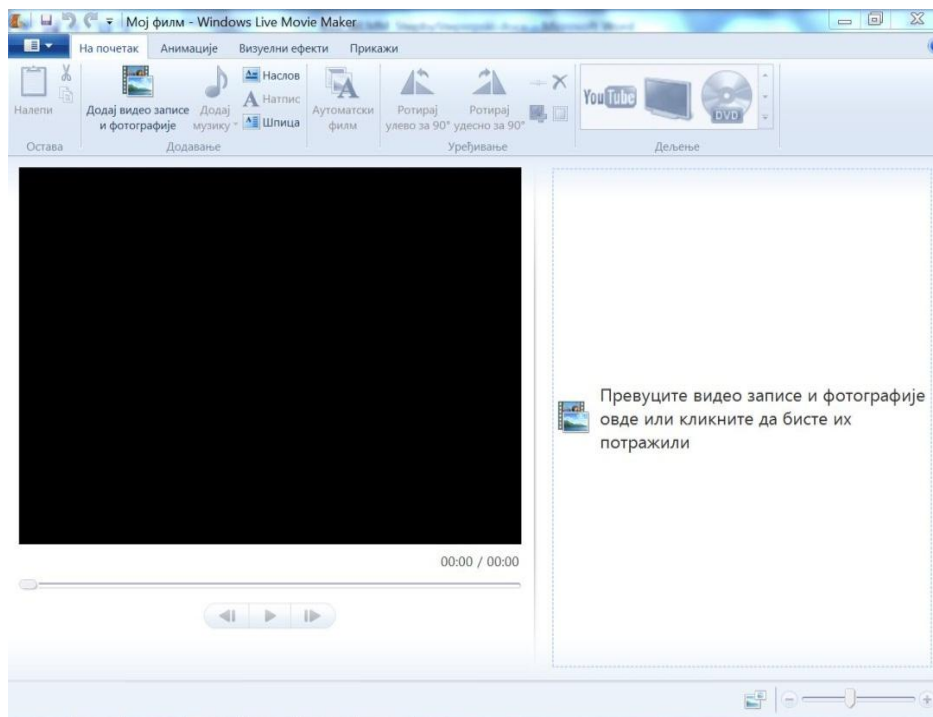 Мој филм - Windows Live Movie Maker
На почетак Анимације Визуелни ефекти Прикажи
Налепи
Додај видео записе
и фотографије
Додај
музику
Наслов
Натпис
Шпица
Аутоматски
филм
Ротирај
улево за 90°
Ротирај
удесно за 90°
YouTube
DVD
Остава
Додавање
Уређивање
Дељење
Превуците видео записе и фотографије
овде или кликните да бисте их
потражили
00:00 / 00:00